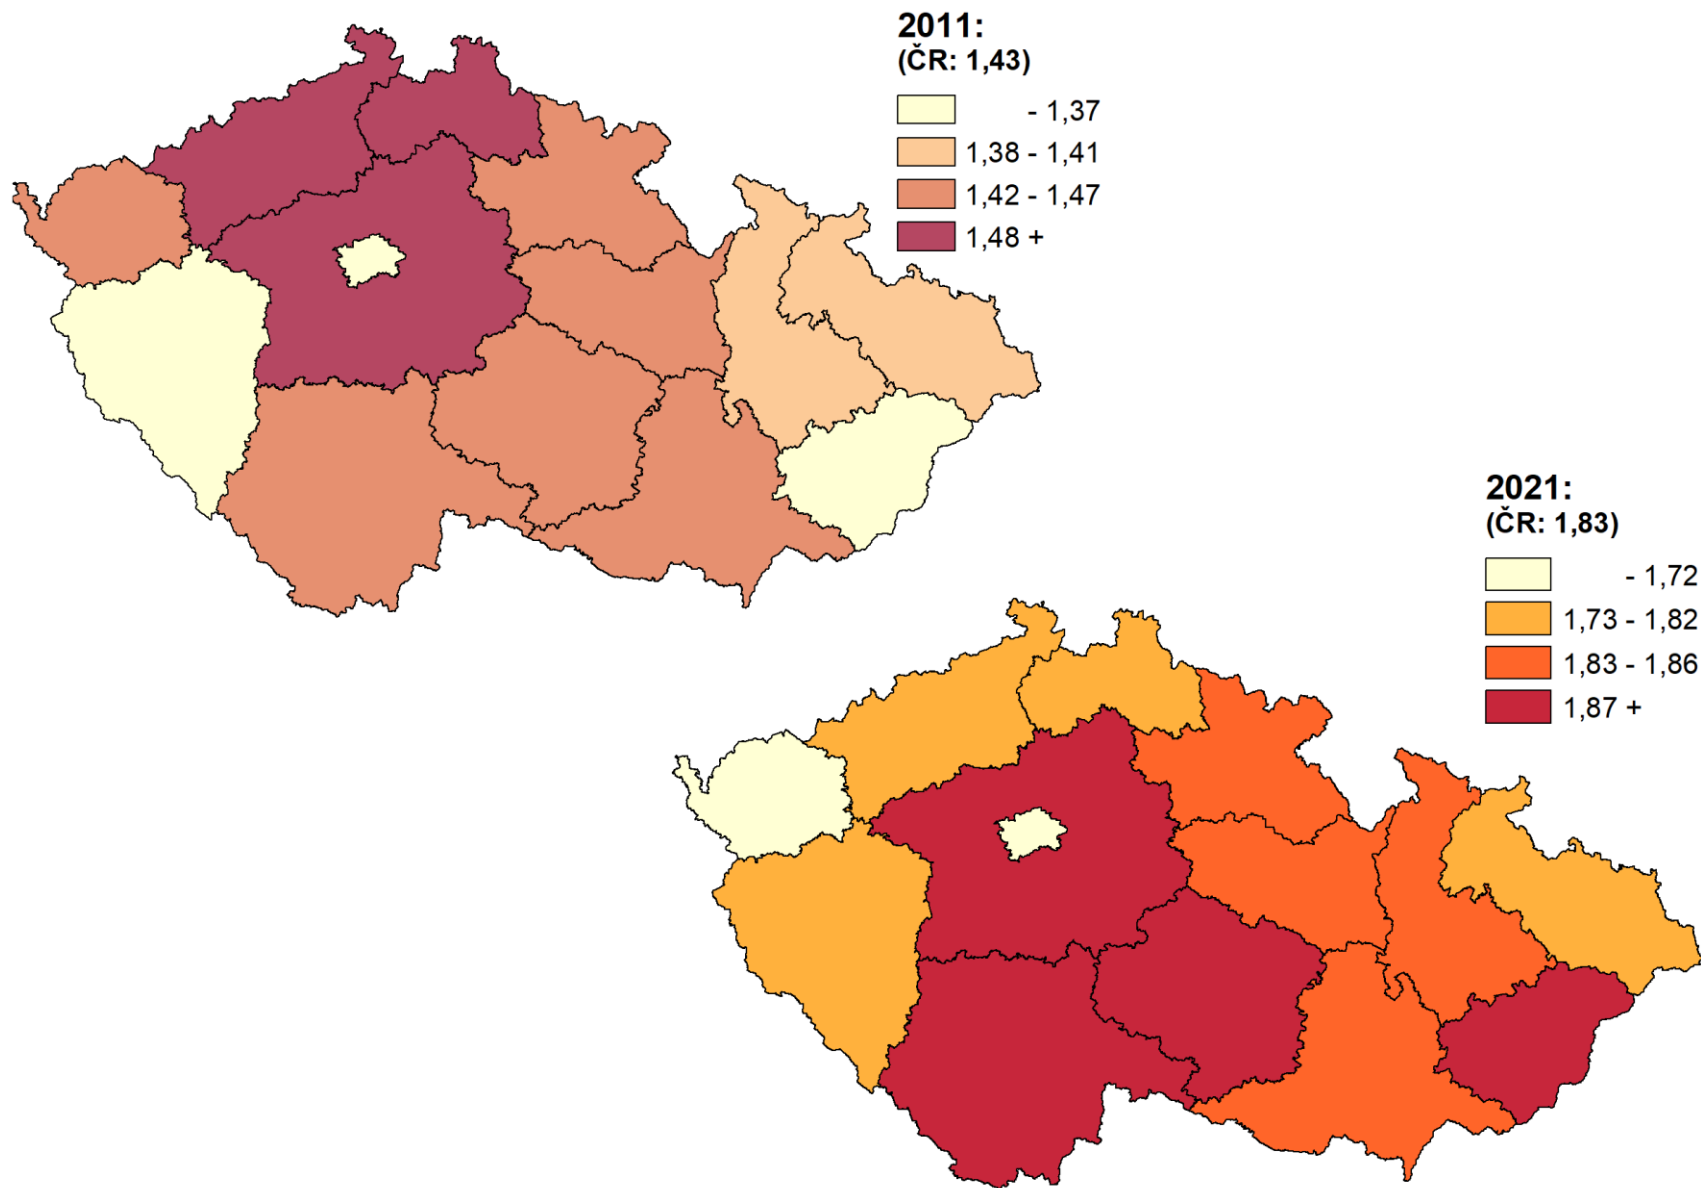 2011:
(ČR: 1,43)
- 1,37
1,38 - 1,41
1,42 - 1,47
1,48 +
2021:
(ČR: 1,83)
- 1,72
1,73 - 1,82
1,83 - 1,86
1,87 +